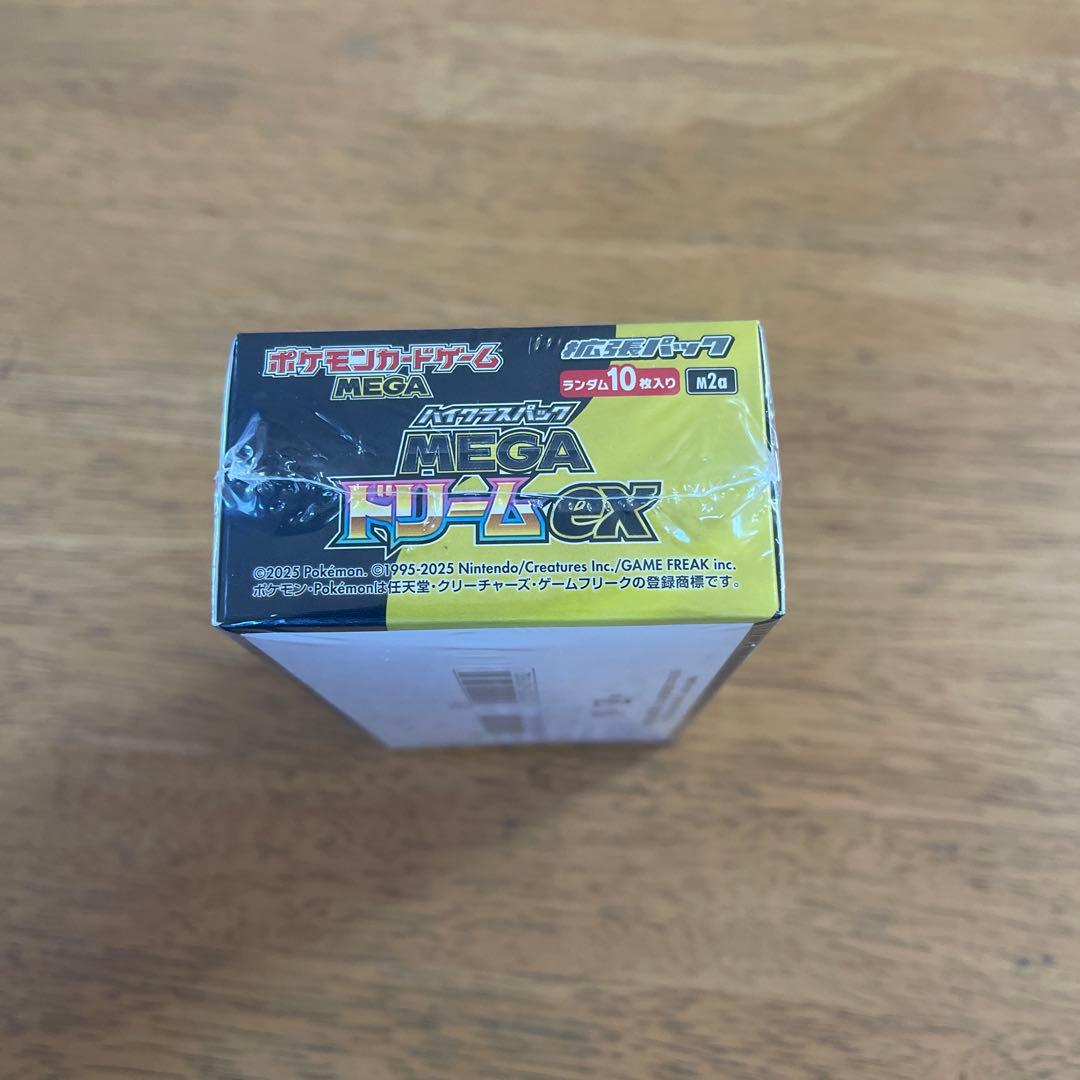 ポケモンカードゲーム
MEGA
拡張パック
ランダム10枚入り M2a
ハイクラスパック
MEGA
ドリームex
©2025 Pokémon. ©1995-2025 Nintendo/Creatures Inc./GAME FREAK inc.
ポケモン・Pokémonは任天堂・クリーチャーズ・ゲームフリークの登録商標です。